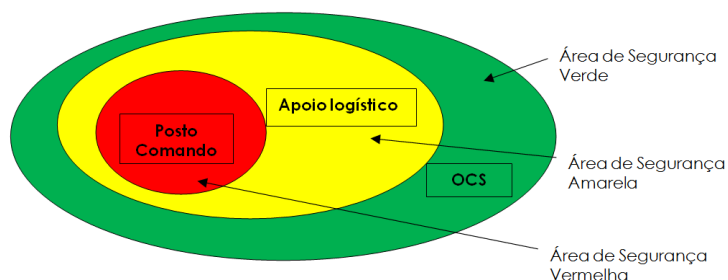 Área de Segurança
Verde
Apoio logístico
Posto
Comando
Área de Segurança
Amarela
OCS
Área de Segurança
Vermelha